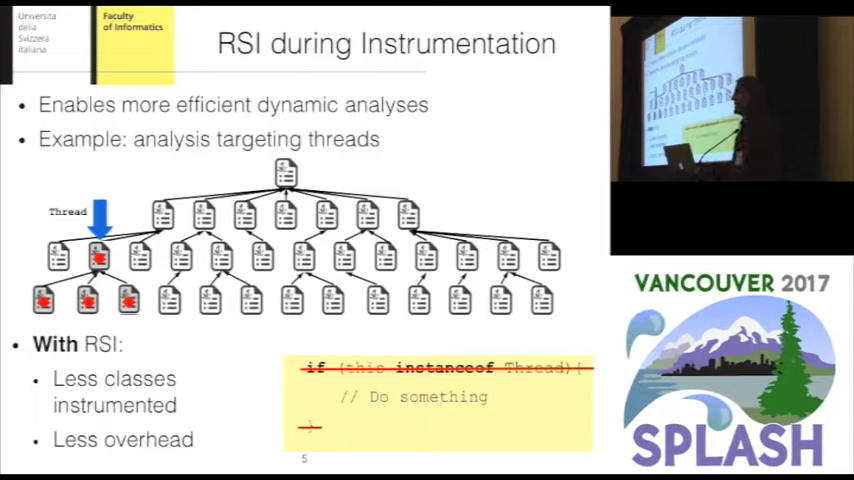 Universita
della
Svizzera
italiana
Faculty
of Informatics
RSI during Instrumentation
• Enables more efficient dynamic analyses
• Example: analysis targeting threads
Thread
• With RSI:
• Less classes
instrumented
• Less overhead
if (this instanceof Thread){
// Do something
}
5
VANCOUVER 2017
SPLASH